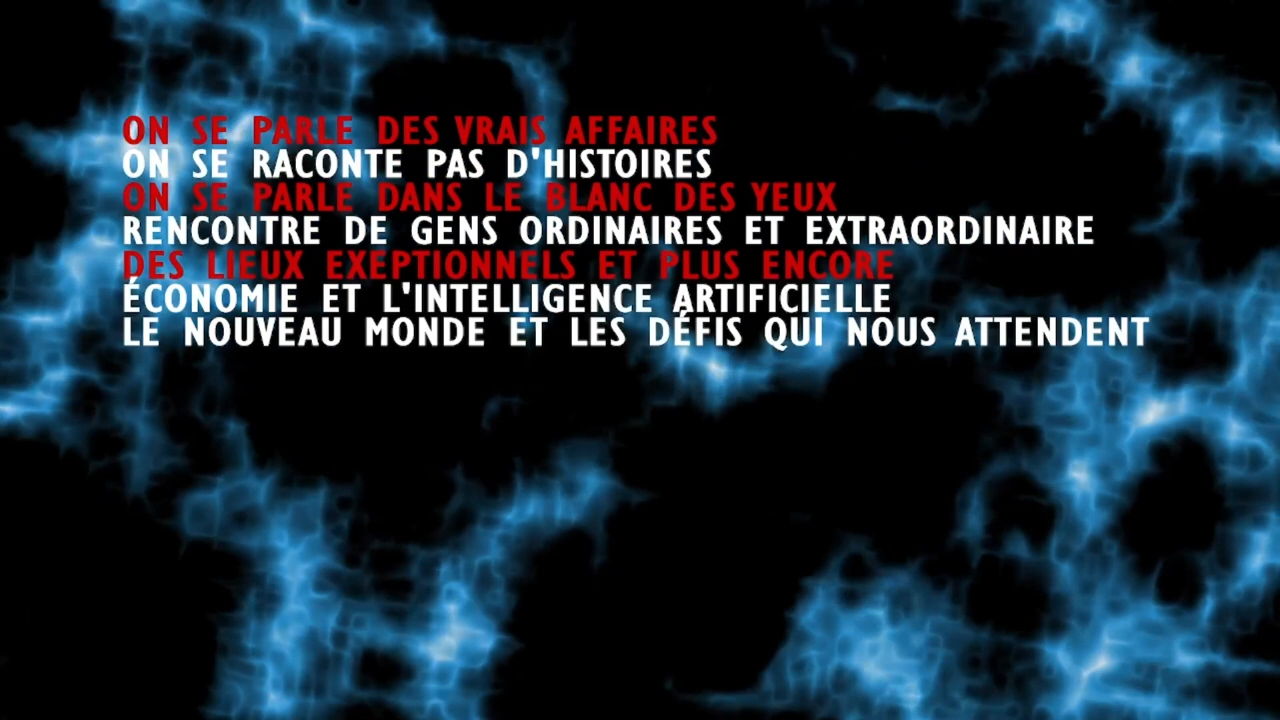 ON SE PARLE DES VRAIS AFFAIRES
ON SE RACONTE PAS D'HISTOIRES
ON SE PARLE DANS LE BLANC DES YEUX
RENCONTRE DE GENS ORDINAIRES ET EXTRAORDINAIRE
DES LIEUX EXEPTIONNELS ET PLUS ENCORE
ÉCONOMIE ET L'INTELLIGENCE ARTIFICIELLE
LE NOUVEAU MONDE ET LES DÉFIS QUI NOUS ATTENDENT